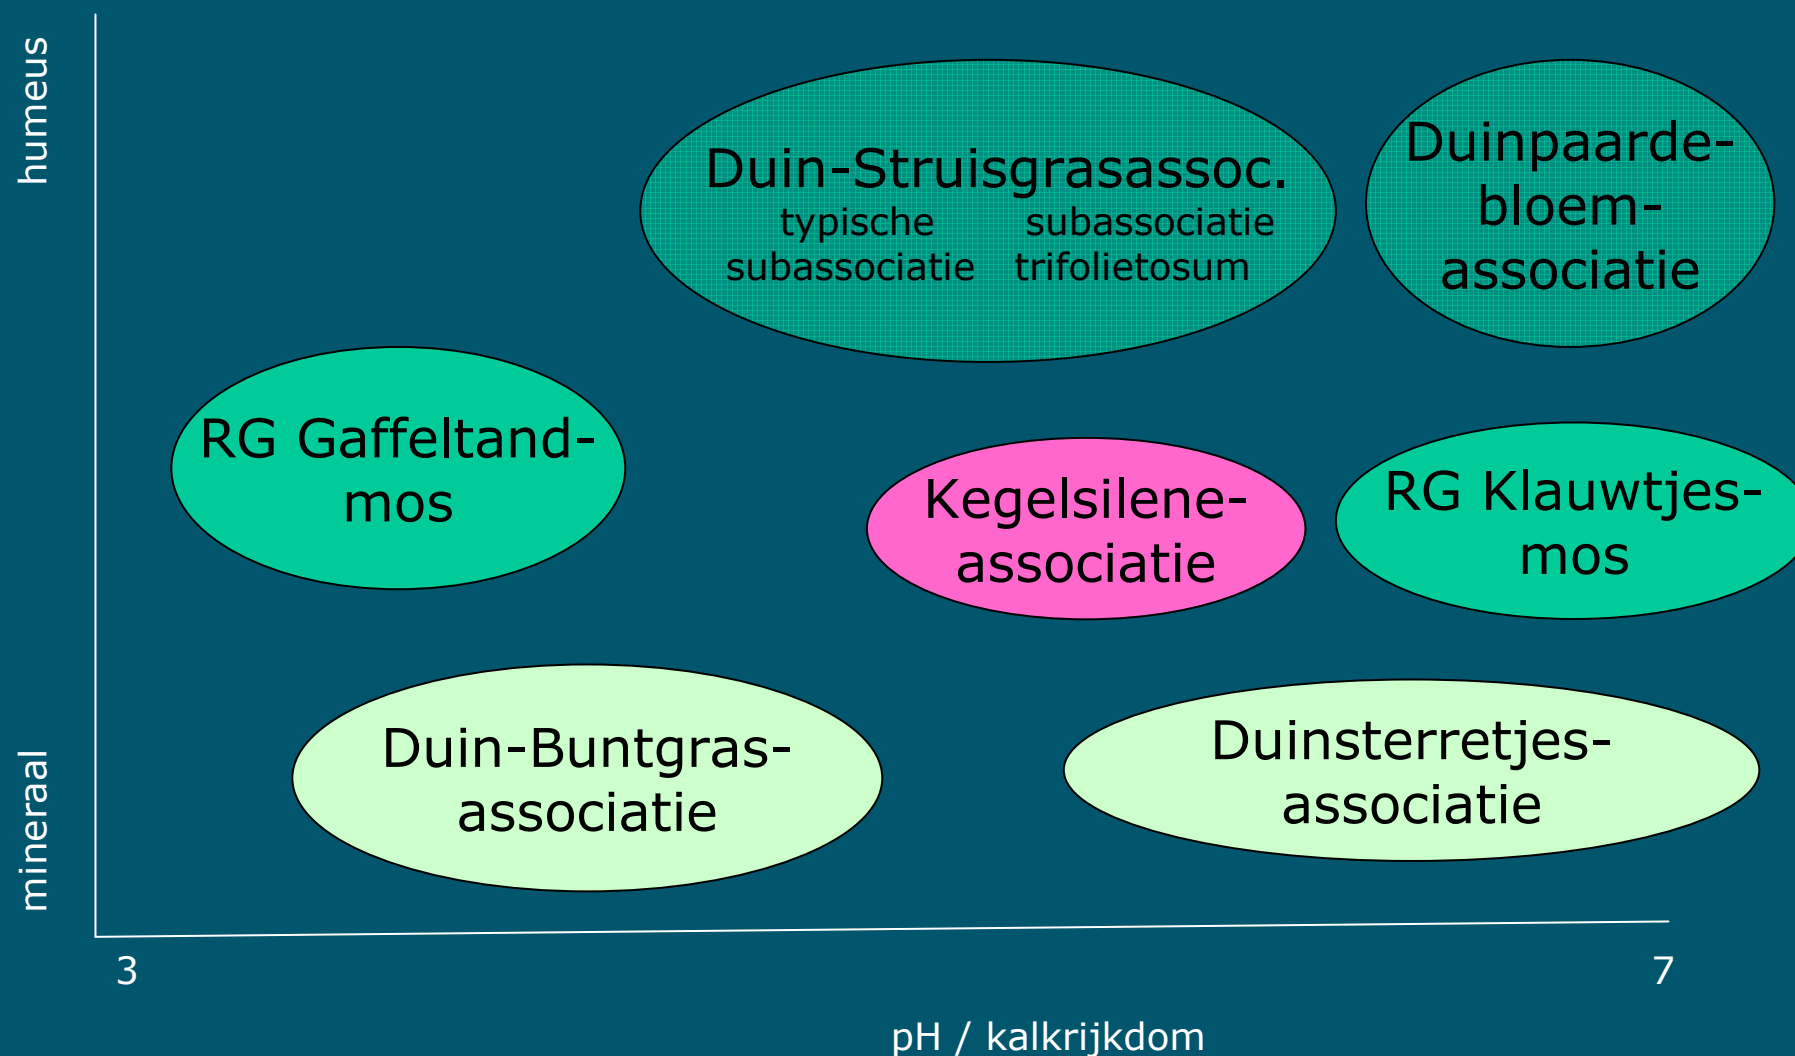 humeus
Duin-Struisgrasassoc.
typische subassociatie
subassociatie trifolietosum
Duinpaarde-
bloem-
associatie
RG Gaffeltand-
mos
Kegelsilene-
associatie
RG Klauwtjes-
mos
mineraal
Duin-Buntgras-
associatie
Duinsterretjes-
associatie
3
7
pH / kalkrijkdom